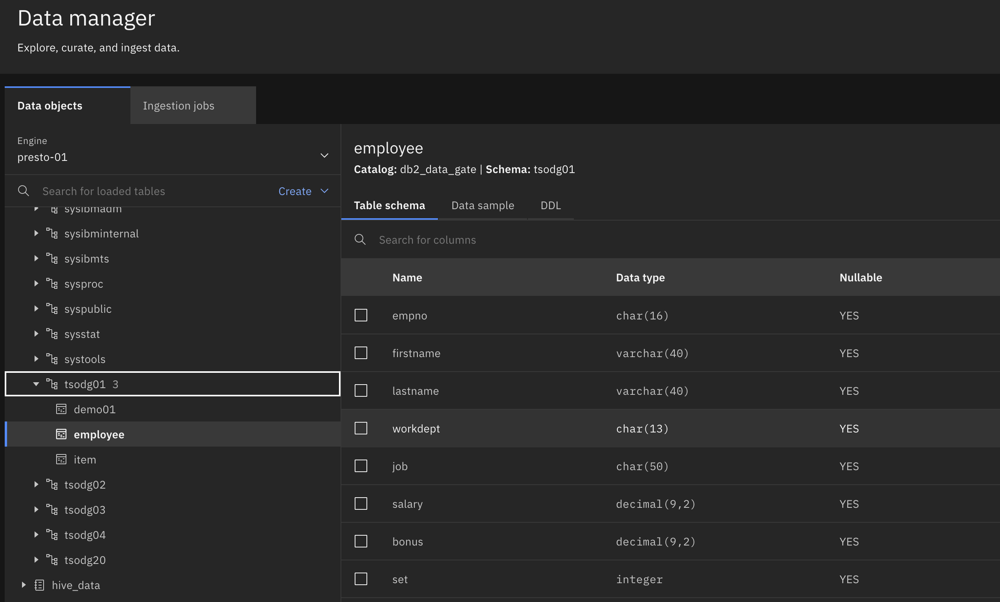 Data manager
Explore, curate, and ingest data.
Data objects
Ingestion jobs
Engine
presto-01
Search for loaded tables
Create
sysibmadm
sysibminternal
sysibmts
sysproc
syspublic
sysstat
systools
tsodg01 3
demo01
employee
item
tsodg02
tsodg03
tsodg04
tsodg20
hive_data
employee
Catalog: db2_data_gate | Schema: tsodg01
Table schema
Data sample
DDL
Search for columns
Name Data type Nullable
empno char(16) YES
firstname varchar(40) YES
lastname varchar(40) YES
workdept char(13) YES
job char(50) YES
salary decimal(9,2) YES
bonus decimal(9,2) YES
set integer YES